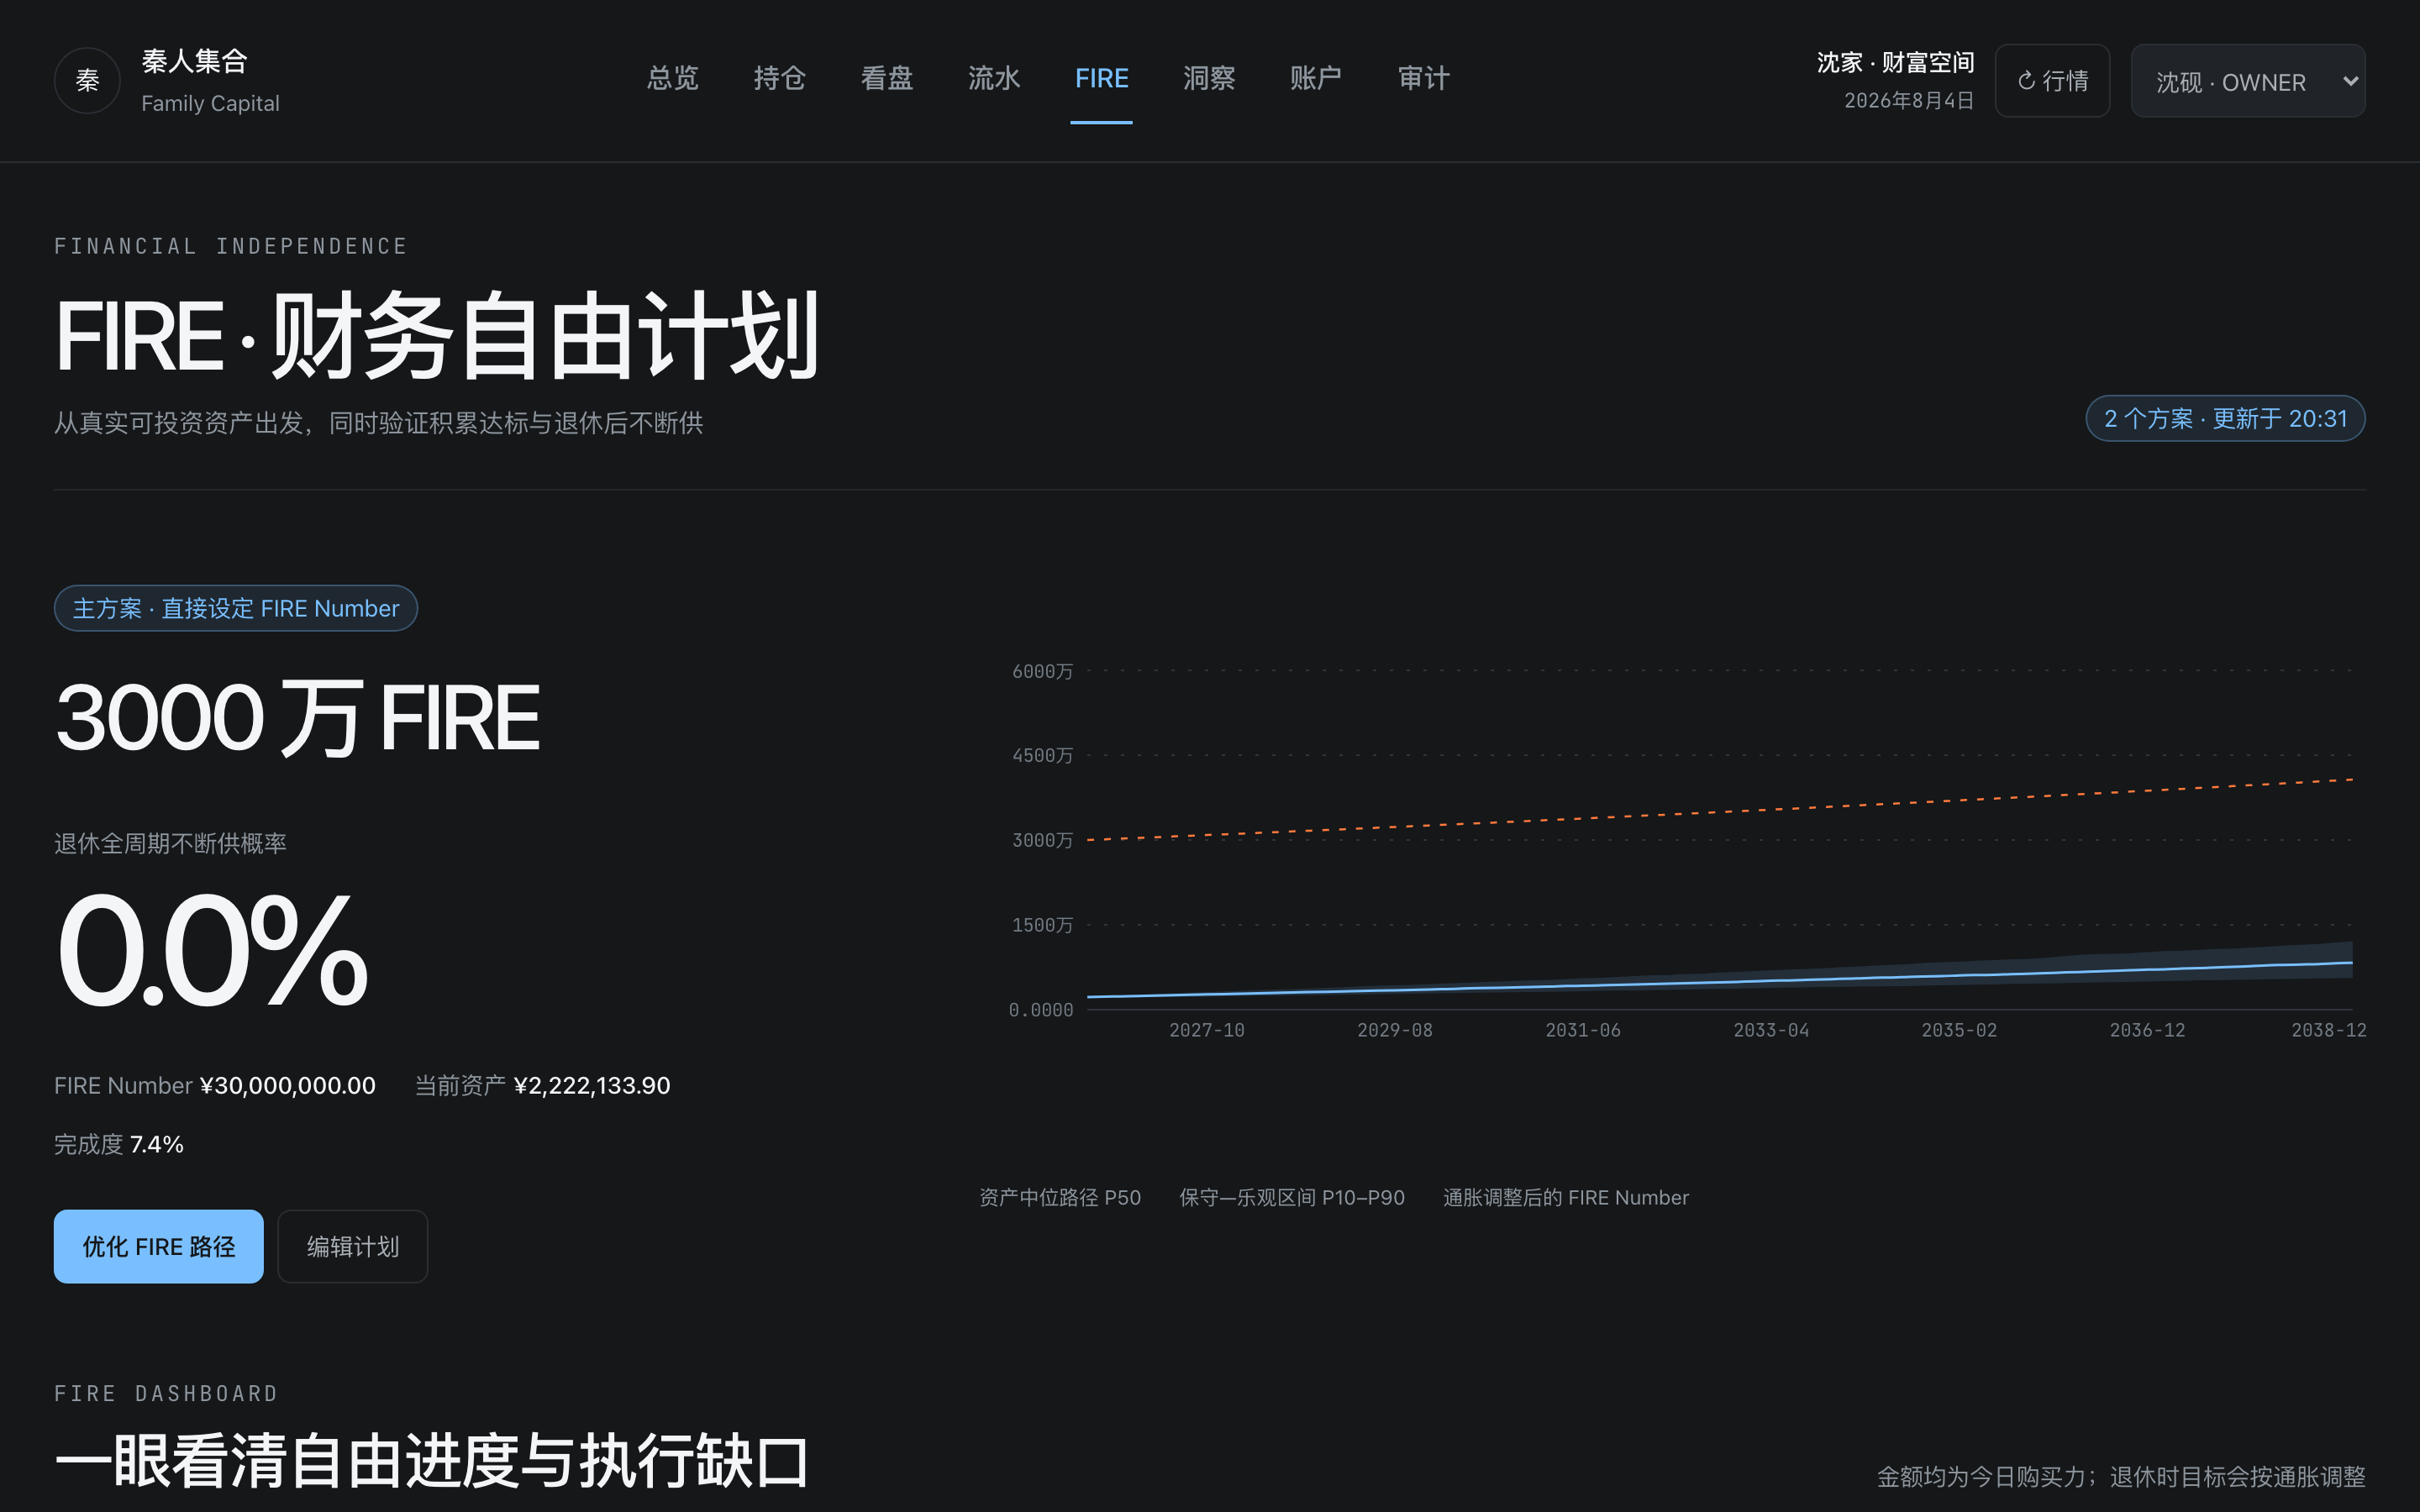 秦
秦人集合
Family Capital
总览
持仓
看盘
流水
FIRE
洞察
账户
审计
沈家 · 财富空间
2026年8月4日
↻ 行情
沈砚 · OWNER
FINANCIAL INDEPENDENCE
FIRE · 财务自由计划
从真实可投资资产出发，同时验证积累达标与退休后不断供
2 个方案 · 更新于 20:31
主方案 · 直接设定 FIRE Number
3000 万 FIRE
退休全周期不断供概率
0.0%
FIRE Number ¥30,000,000.00 当前资产 ¥2,222,133.90
完成度 7.4%
优化 FIRE 路径
编辑计划
6000万
4500万
3000万
1500万
0.0000
2027-10
2029-08
2031-06
2033-04
2035-02
2036-12
2038-12
资产中位路径 P50
保守—乐观区间 P10–P90
通胀调整后的 FIRE Number
FIRE DASHBOARD
一眼看清自由进度与执行缺口
金额均为今日购买力；退休时目标会按通胀调整